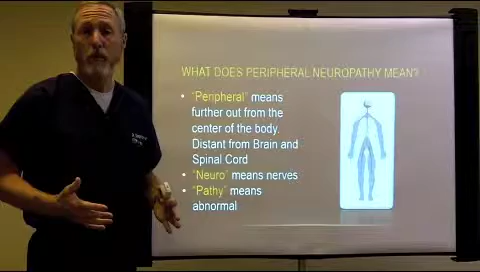 WHAT DOES PERIPHERAL NEUROPATHY MEAN?
• "Peripheral" means
further out from the
center of the body.
Distant from Brain and
Spinal Cord
• "Neuro" means nerves
• "Pathy" means
abnormal